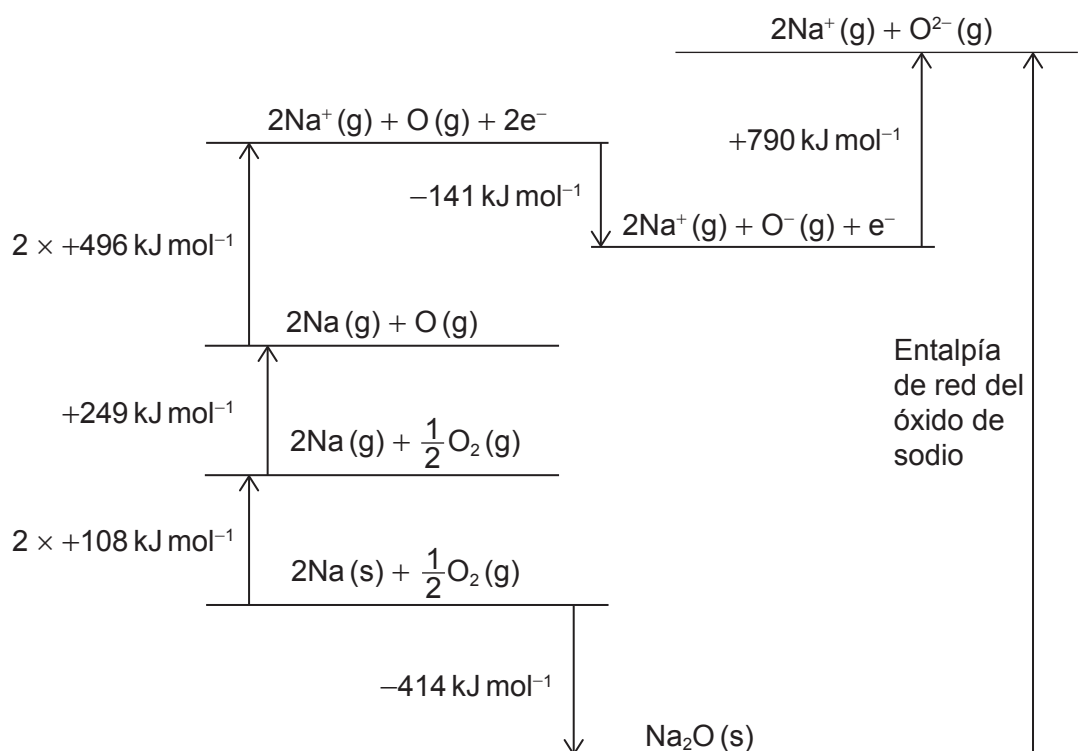 2Na⁺ (g) + O²⁻ (g)
2Na⁺ (g) + O (g) + 2e⁻
+790 kJ mol⁻¹
−141 kJ mol⁻¹
2Na⁺ (g) + O⁻ (g) + e⁻
2 × +496 kJ mol⁻¹
2Na (g) + O (g)
Entalpía
de red del
óxido de
sodio
+249 kJ mol⁻¹
2Na (g) + 1/2 O₂ (g)
2 × +108 kJ mol⁻¹
2Na (s) + 1/2 O₂ (g)
−414 kJ mol⁻¹
Na₂O (s)